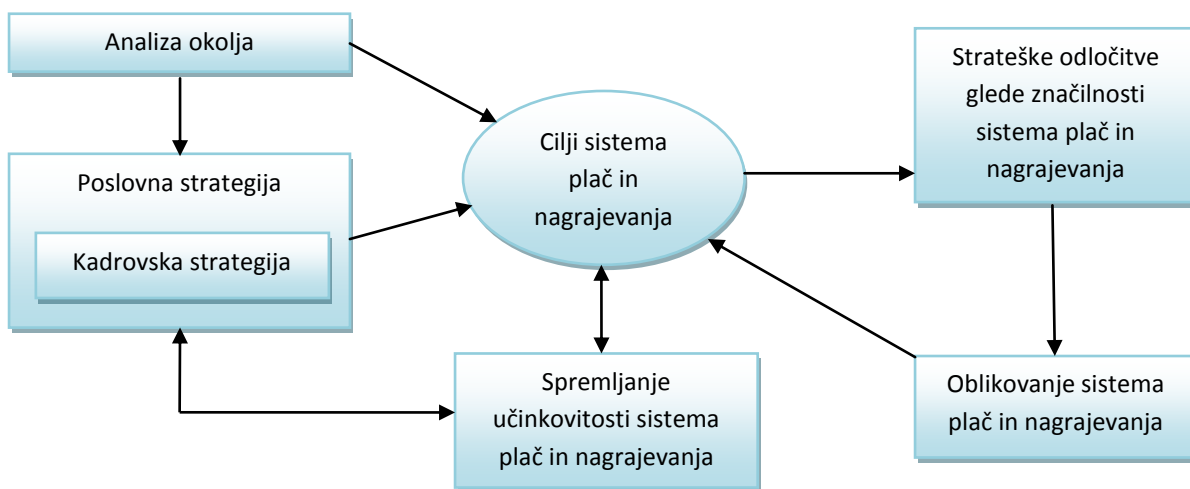 Analiza okolja
Poslovna strategija
Kadrovska strategija
Cilji sistema
plač in
nagrajevanja
Strateške odločitve
glede značilnosti
sistema plač in
nagrajevanja
Spremljanje
učinkovitosti sistema
plač in nagrajevanja
Oblikovanje sistema
plač in nagrajevanja